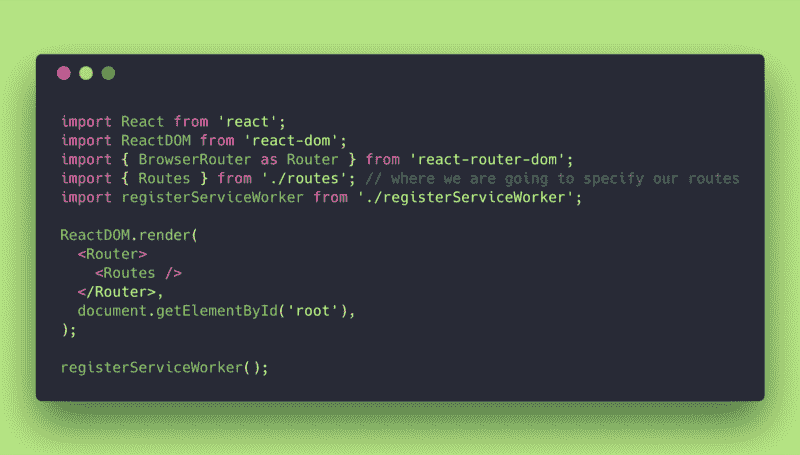 import React from 'react';
import ReactDOM from 'react-dom';
import { BrowserRouter as Router } from 'react-router-dom';
import { Routes } from './routes'; // where we are going to specify our routes
import registerServiceWorker from './registerServiceWorker';

ReactDOM.render(
  <Router>
    <Routes />
  </Router>,
  document.getElementById('root'),
);

registerServiceWorker();